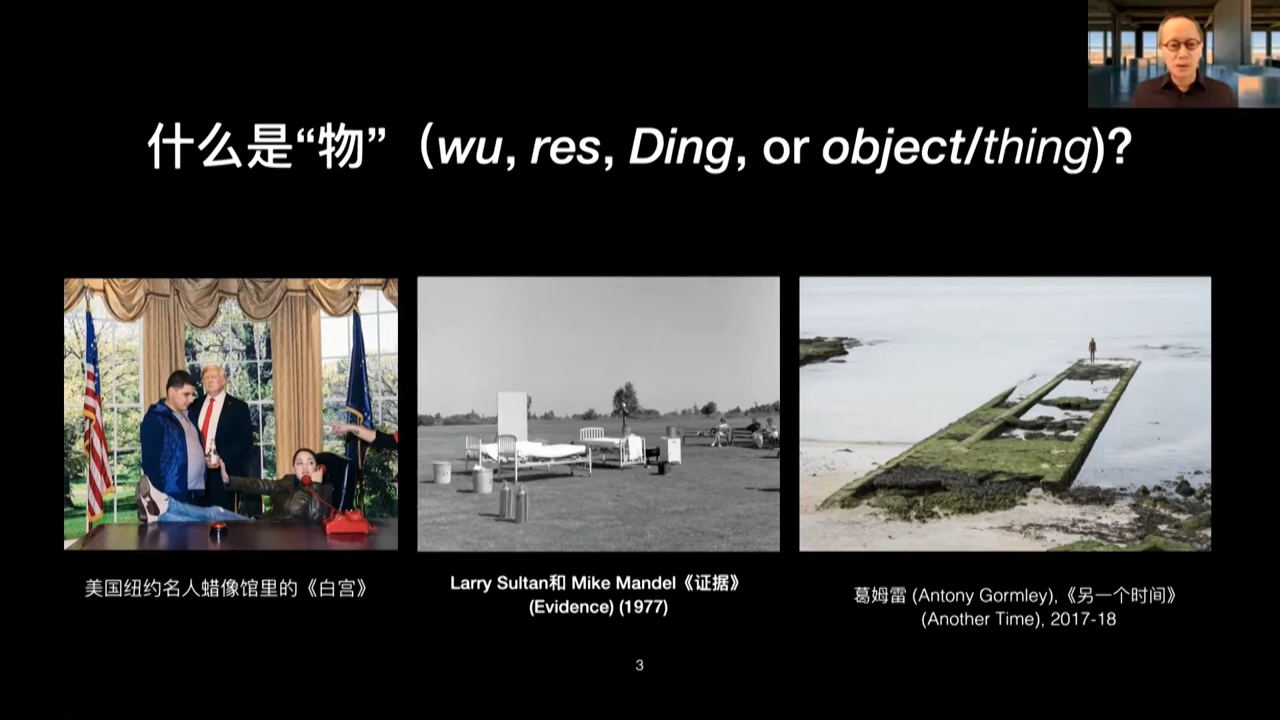 什么是“物”（wu, res, Ding, or object/thing)?
美国纽约名人蜡像馆里的《白宫》
Larry Sultan和 Mike Mandel《证据》
(Evidence) (1977)
葛姆雷 (Antony Gormley),《另一个时间》
(Another Time), 2017-18
3